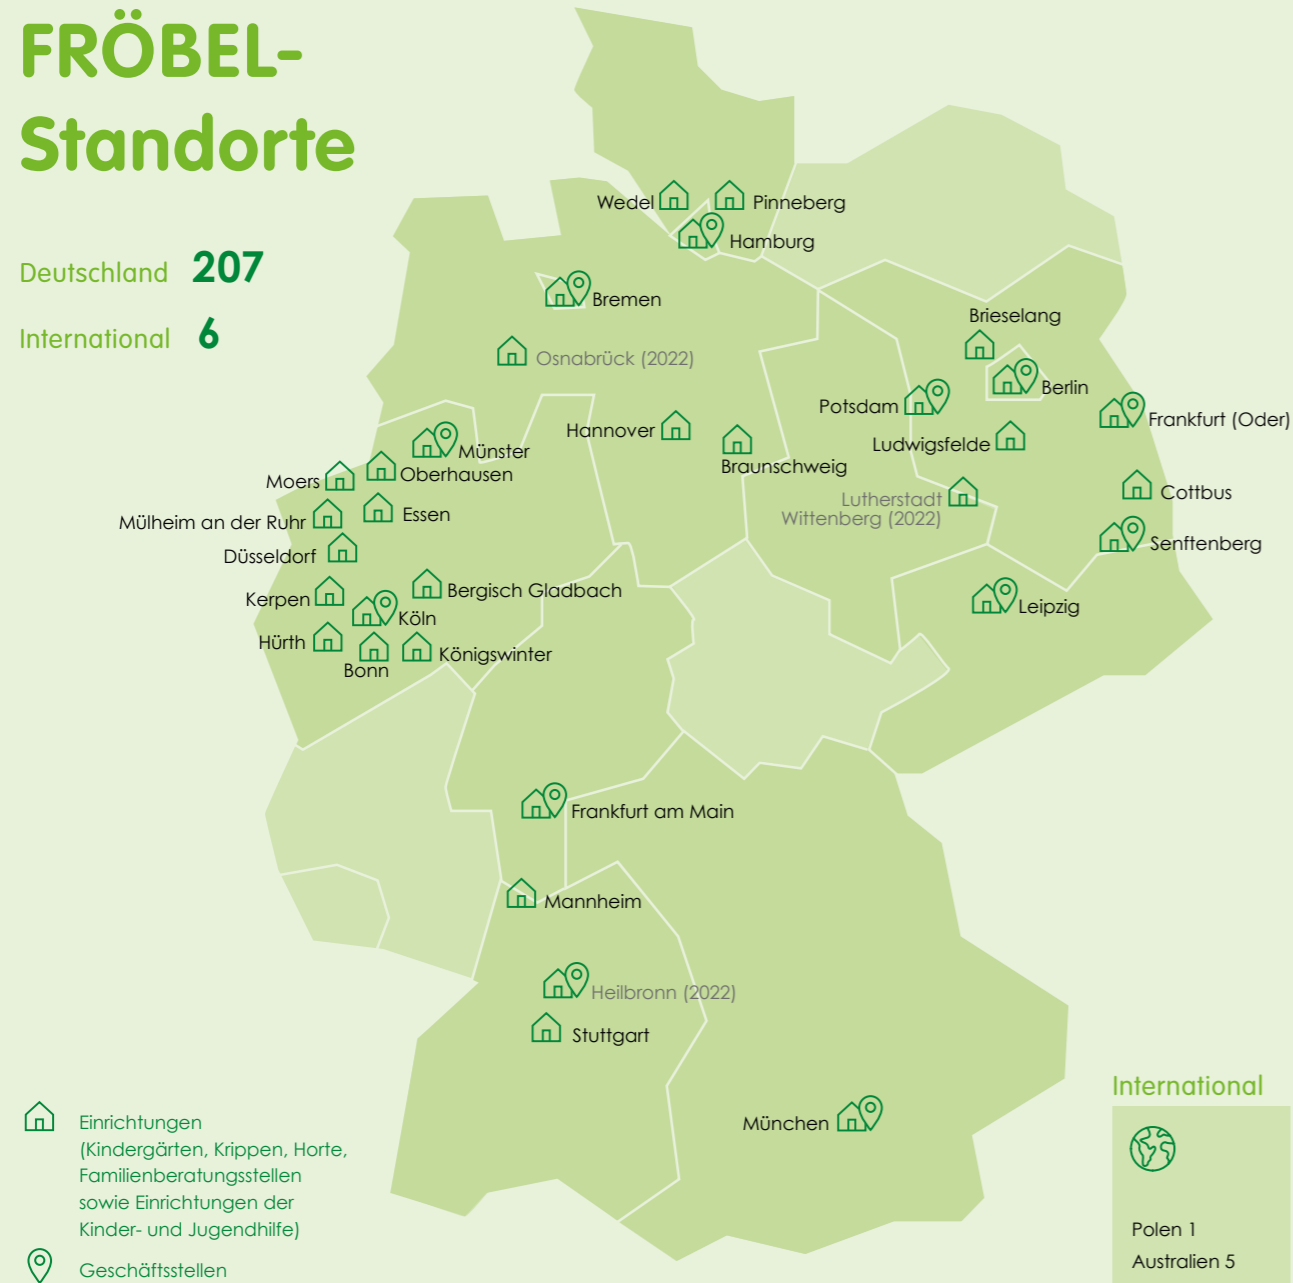 FRÖBEL-
Standorte
Deutschland 207
International 6
Wedel
Pinneberg
Hamburg
Bremen
Osnabrück (2022)
Brieselang
Berlin
Potsdam
Frankfurt (Oder)
Hannover
Ludwigsfelde
Braunschweig
Münster
Oberhausen
Moers
Lutherstadt
Wittenberg (2022)
Cottbus
Mülheim an der Ruhr
Essen
Düsseldorf
Senftenberg
Kerpen
Bergisch Gladbach
Leipzig
Köln
Hürth
Königswinter
Bonn
Frankfurt am Main
Mannheim
Heilbronn (2022)
Stuttgart
München
Einrichtungen
(Kindergärten, Krippen, Horte,
Familienberatungsstellen
sowie Einrichtungen der
Kinder- und Jugendhilfe)
Geschäftsstellen
International
Polen 1
Australien 5